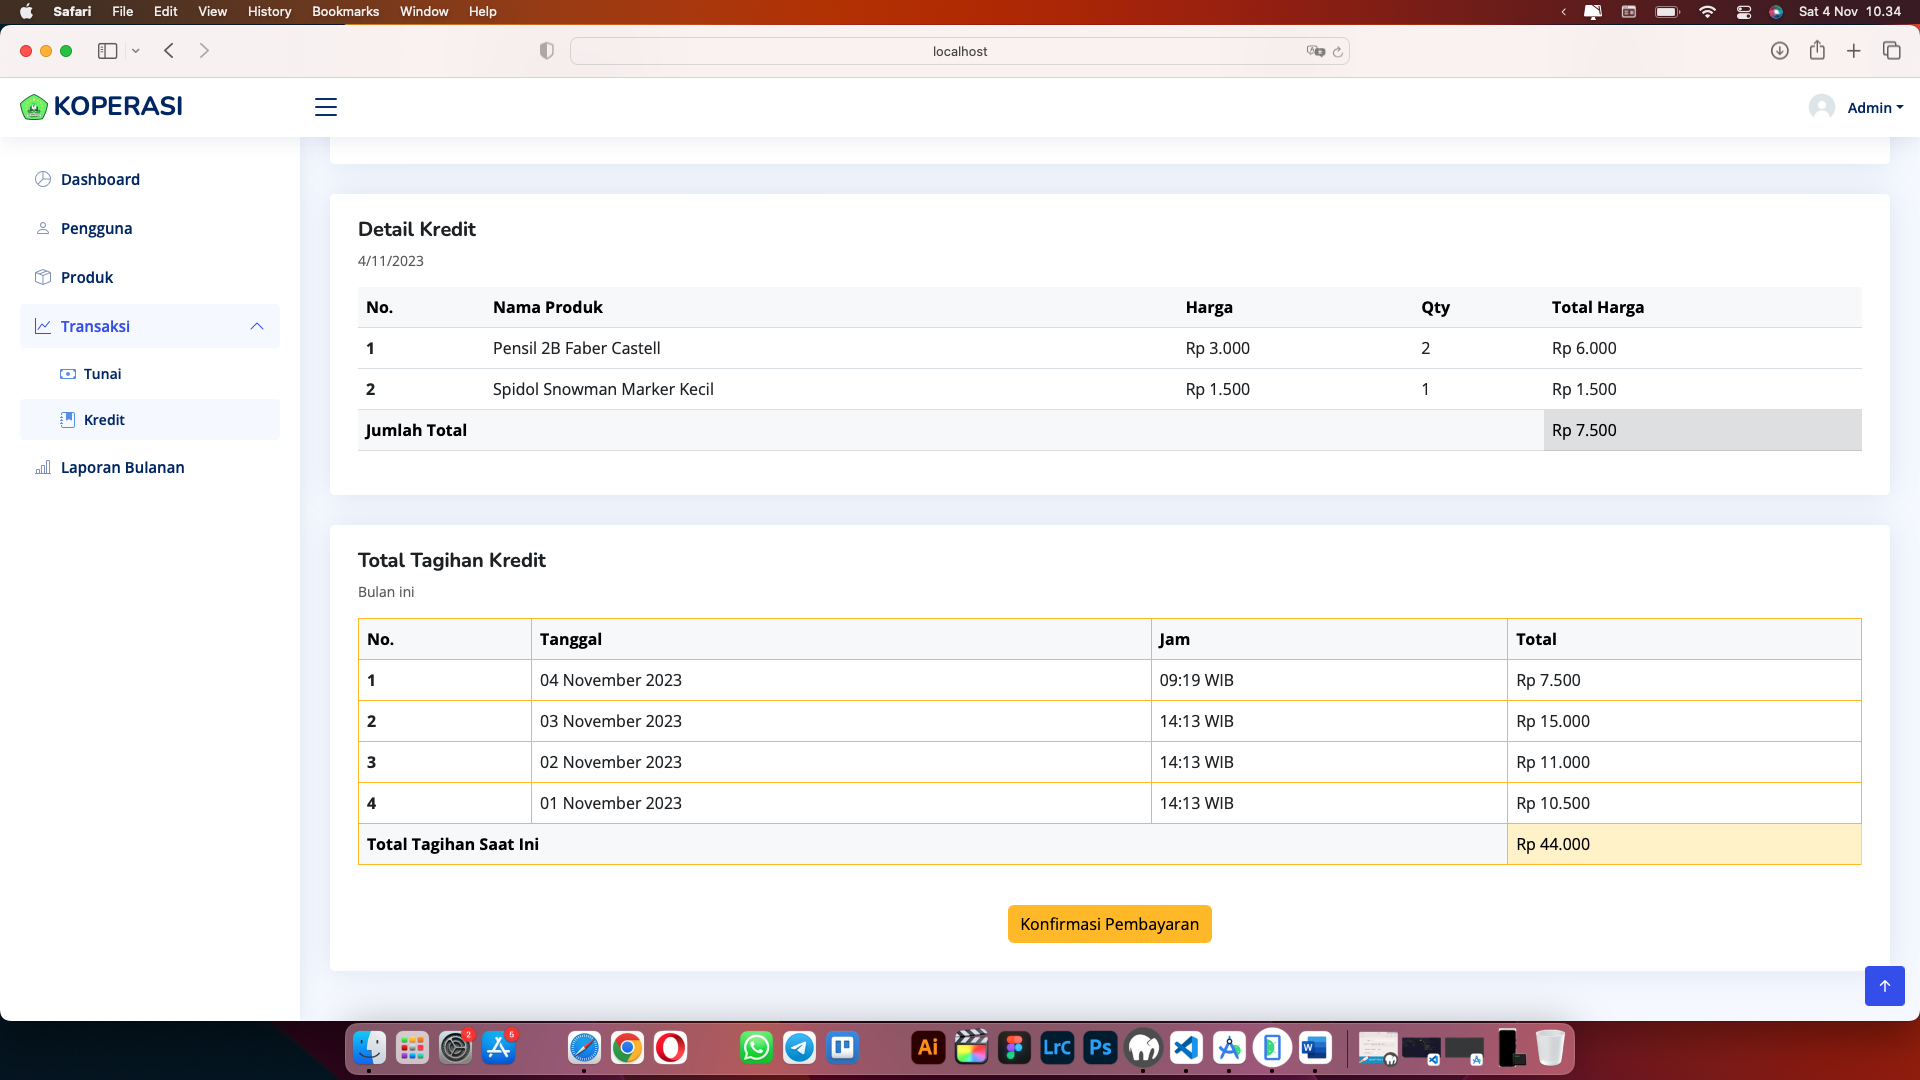 Safari File Edit View History Bookmarks Window Help Sat 4 Nov 10.34
localhost
KOPERASI Admin
Dashboard
Pengguna
Produk
Transaksi
Tunai
Kredit
Laporan Bulanan
Detail Kredit
4/11/2023
No. Nama Produk Harga Qty Total Harga
1 Pensil 2B Faber Castell Rp 3.000 2 Rp 6.000
2 Spidol Snowman Marker Kecil Rp 1.500 1 Rp 1.500
Jumlah Total Rp 7.500
Total Tagihan Kredit
Bulan ini
No. Tanggal Jam Total
1 04 November 2023 09:19 WIB Rp 7.500
2 03 November 2023 14:13 WIB Rp 15.000
3 02 November 2023 14:13 WIB Rp 11.000
4 01 November 2023 14:13 WIB Rp 10.500
Total Tagihan Saat Ini Rp 44.000
Konfirmasi Pembayaran
2 5 Ai LrC Ps W